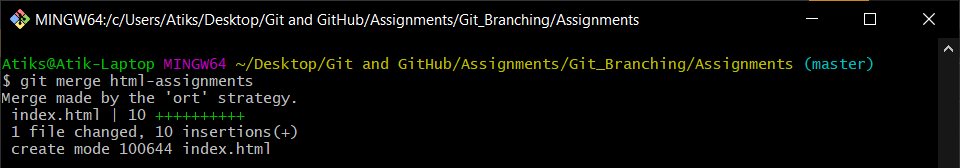 MINGW64:/c/Users/Atiks/Desktop/Git and GitHub/Assignments/Git_Branching/Assignments
Atiks@Atik-Laptop MINGW64 ~/Desktop/Git and GitHub/Assignments/Git_Branching/Assignments (master)
$ git merge html-assignments
Merge made by the 'ort' strategy.
 index.html | 10 ++++++++++
 1 file changed, 10 insertions(+)
 create mode 100644 index.html